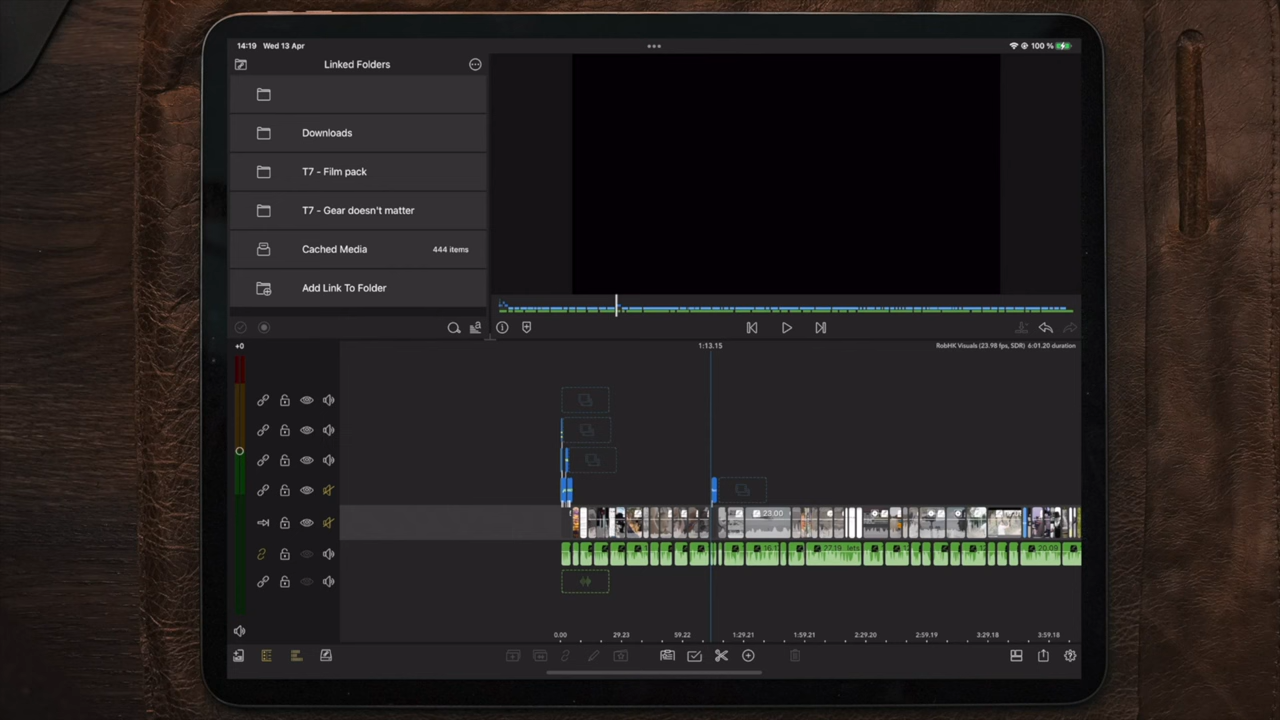 14:19 Wed 13 Apr
100 %
Linked Folders
Downloads
T7 - Film pack
T7 - Gear doesn't matter
Cached Media 444 items
Add Link To Folder
+0
1:13.15
RobHK Visuals (23.98 fps, SDR) 6:01.20 duration
23.00
0.00 29.23 59.22 1:29.21 1:59.21 2:29.20 2:59.19 3:29.18 3:59.18